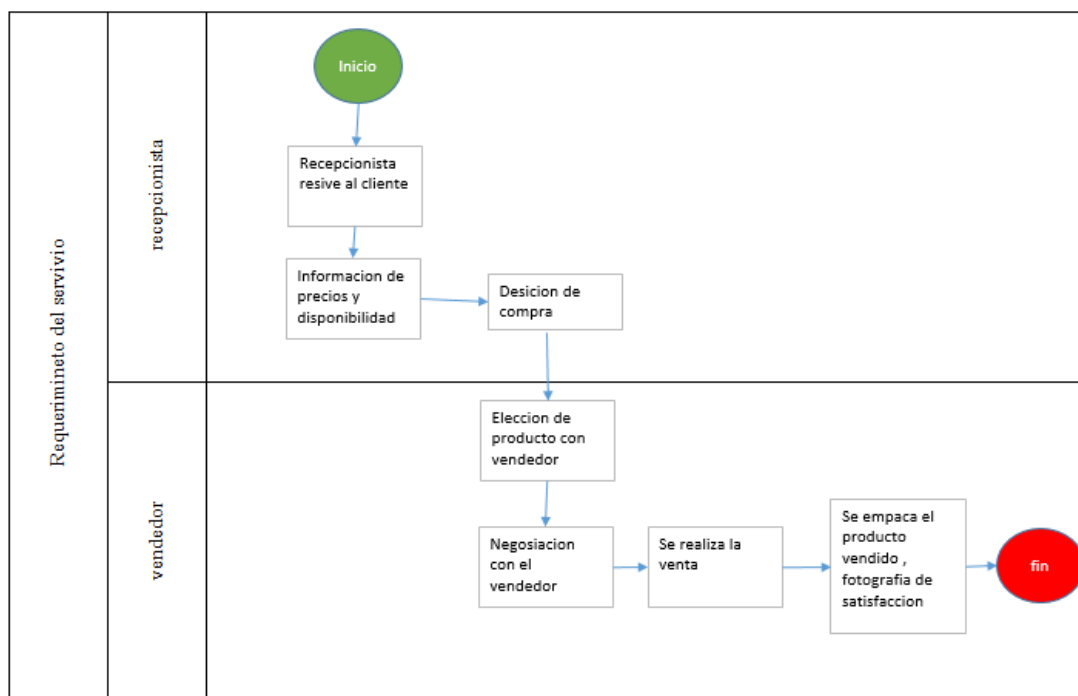 Requerimineto del servivio
recepcionista
Inicio
Recepcionista
resive al cliente
Informacion de
precios y
disponibilidad
Desicion de
compra
vendedor
Eleccion de
producto con
vendedor
Negosiacion
con el
vendedor
Se realiza la
venta
Se empaca el
producto
vendido ,
fotografia de
satisfaccion
fin